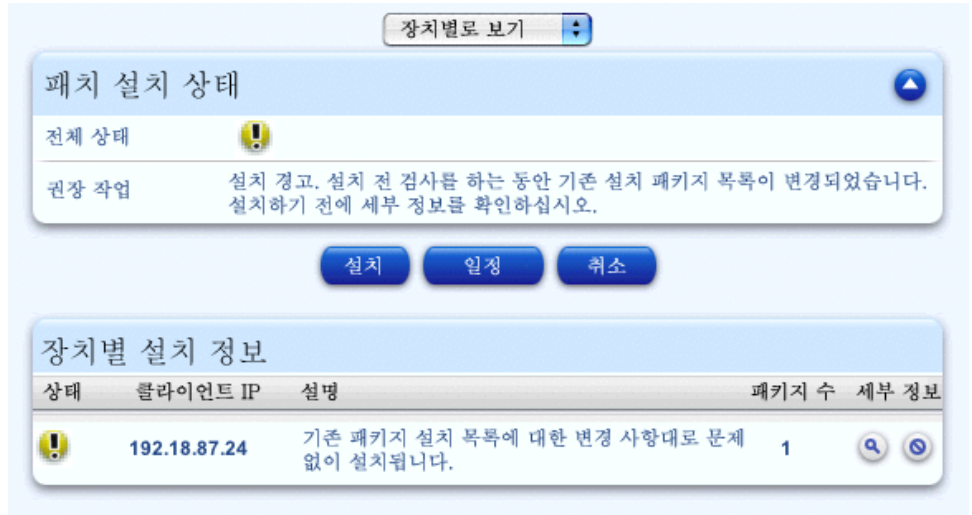 장치별로 보기
패치 설치 상태
전체 상태
권장 작업
설치 경고. 설치 전 검사를 하는 동안 기존 설치 패키지 목록이 변경되었습니다.
설치하기 전에 세부 정보를 확인하십시오.
설치 일정 취소
장치별 설치 정보
상태 클라이언트 IP 설명 패키지 수 세부 정보
192.18.87.24
기존 패키지 설치 목록에 대한 변경 사항대로 문제
없이 설치됩니다.
1